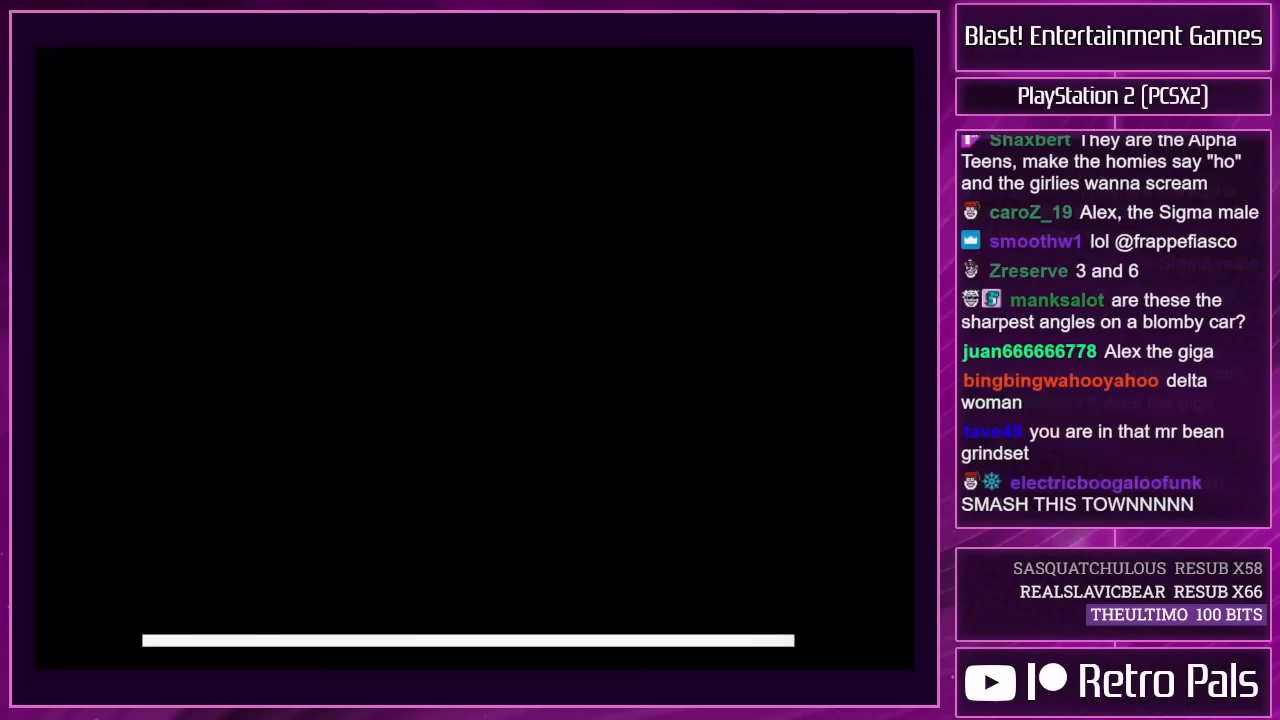 Blast! Entertainment Games
PlayStation 2 (PCSX2)
Shaxbert They are the Alpha
Teens, make the homies say "ho"
and the girlies wanna scream
caroZ_19 Alex, the Sigma male
smoothw1 lol @frappefiasco
Zreserve 3 and 6
manksalot are these the
sharpest angles on a blomby car?
juan666666778 Alex the giga
bingbingwahooyahoo delta
woman
fave49 you are in that mr bean
grindset
electricboogaloofunk
SMASH THIS TOWNNNNN
SASQUATCHULOUS RESUB X58
REALSLAVICBEAR RESUB X66
THEULTIMO 100 BITS
Retro Pals